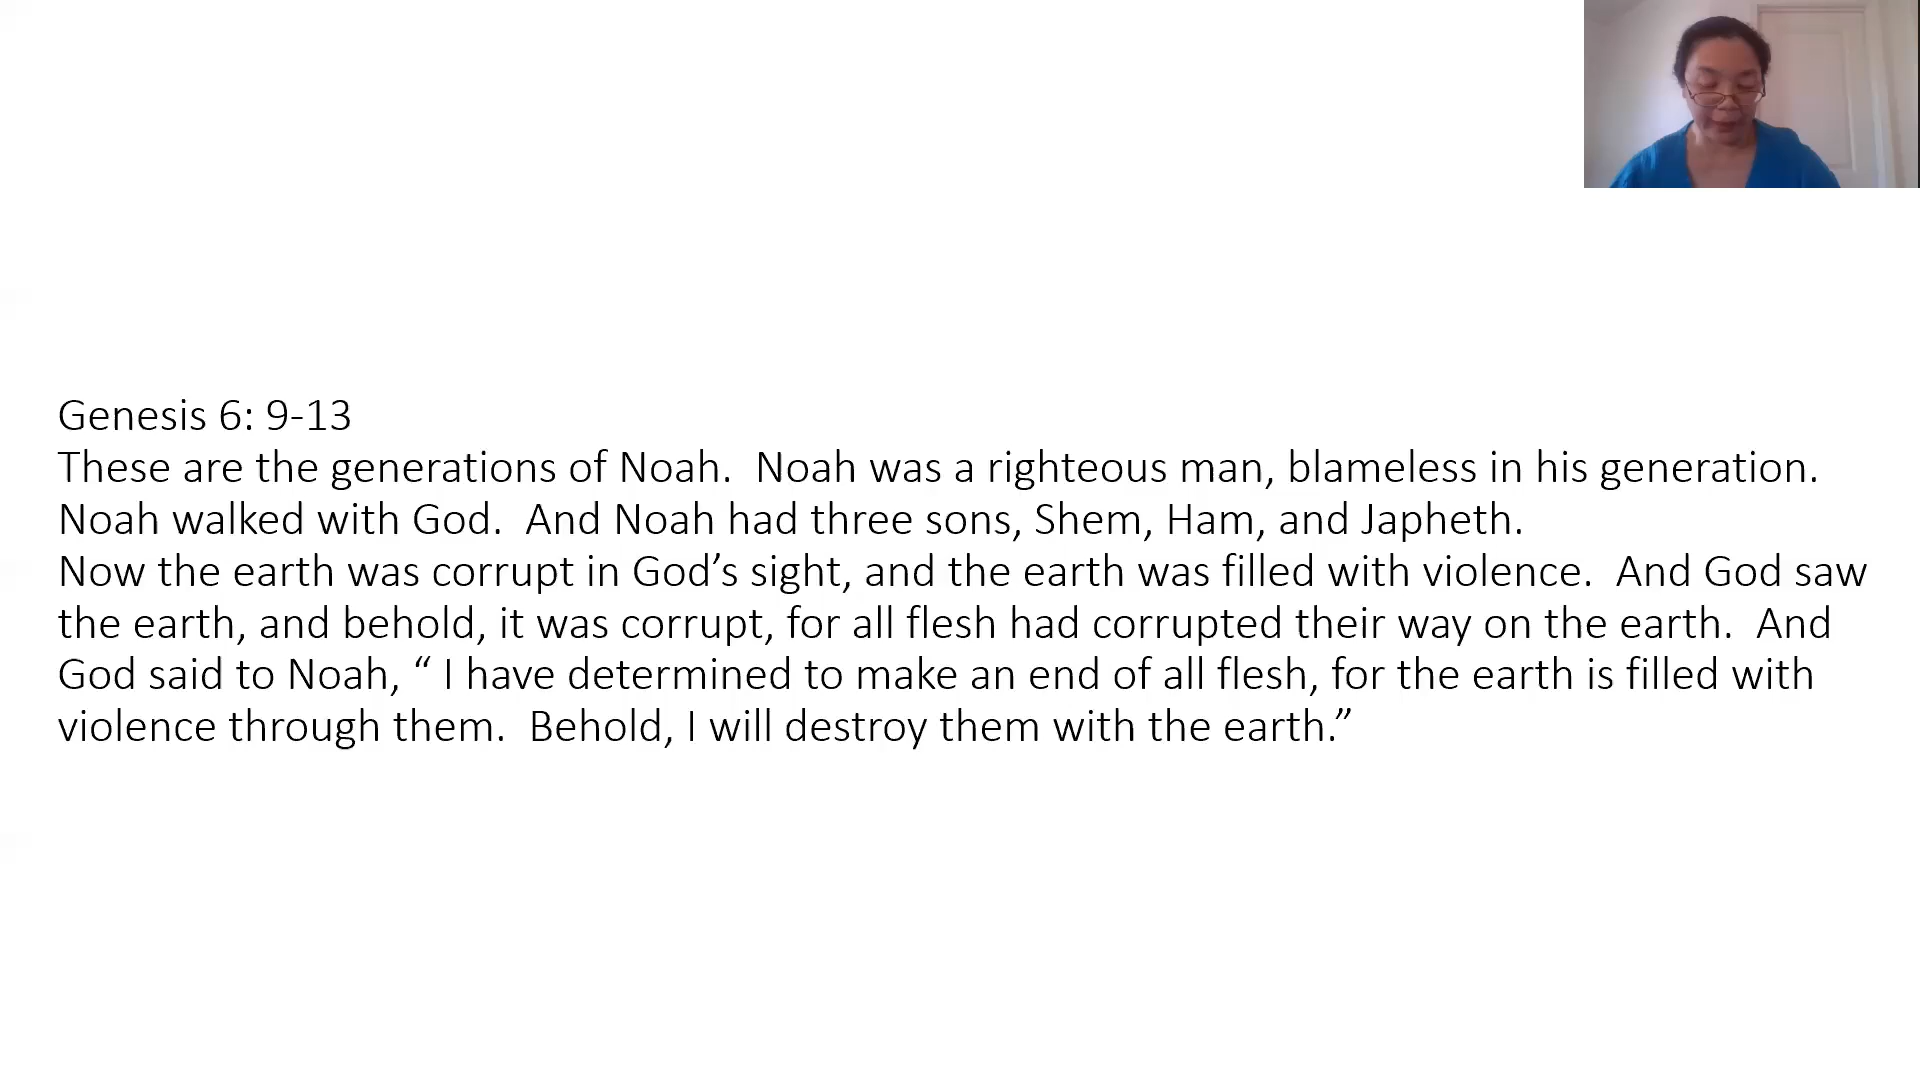 Genesis 6: 9-13
These are the generations of Noah.  Noah was a righteous man, blameless in his generation.
Noah walked with God.  And Noah had three sons, Shem, Ham, and Japheth.
Now the earth was corrupt in God’s sight, and the earth was filled with violence.  And God saw
the earth, and behold, it was corrupt, for all flesh had corrupted their way on the earth.  And
God said to Noah, “ I have determined to make an end of all flesh, for the earth is filled with
violence through them.  Behold, I will destroy them with the earth.”